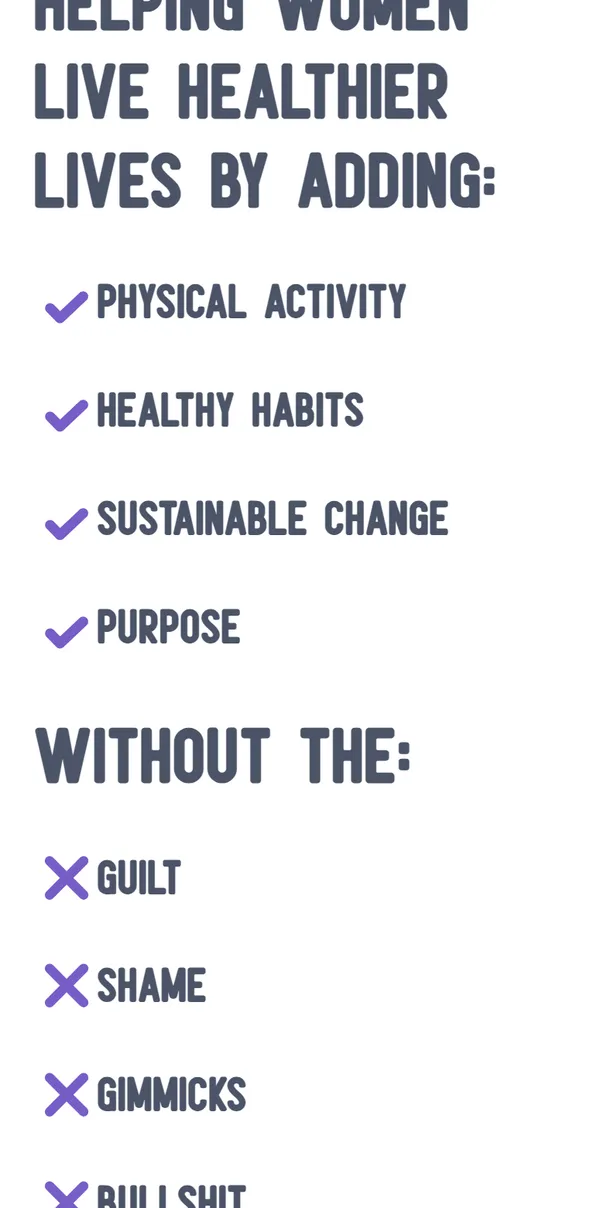 HELPING WOMEN
LIVE HEALTHIER
LIVES BY ADDING:
PHYSICAL ACTIVITY
HEALTHY HABITS
SUSTAINABLE CHANGE
PURPOSE
WITHOUT THE:
GUILT
SHAME
GIMMICKS
BULLSHIT